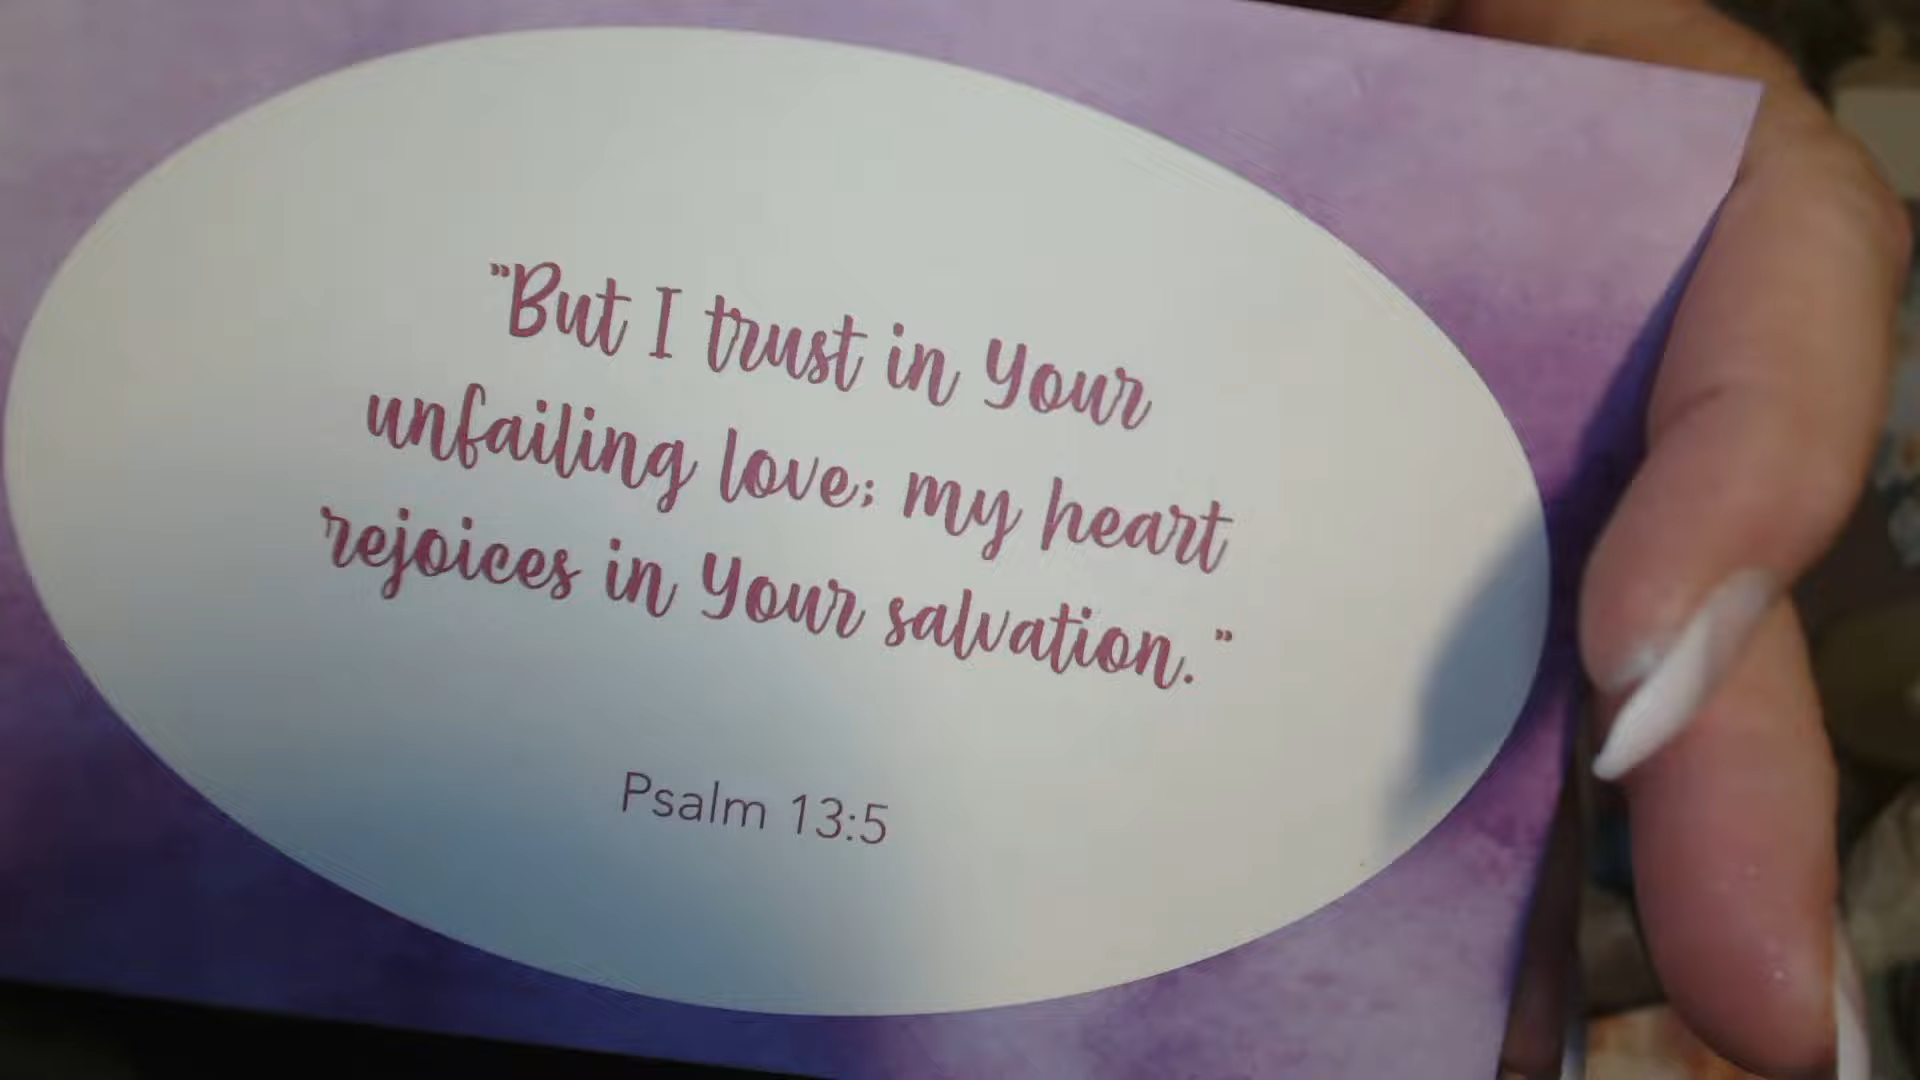 "But I trust in Your
unfailing love; my heart
rejoices in Your salvation."
Psalm 13:5